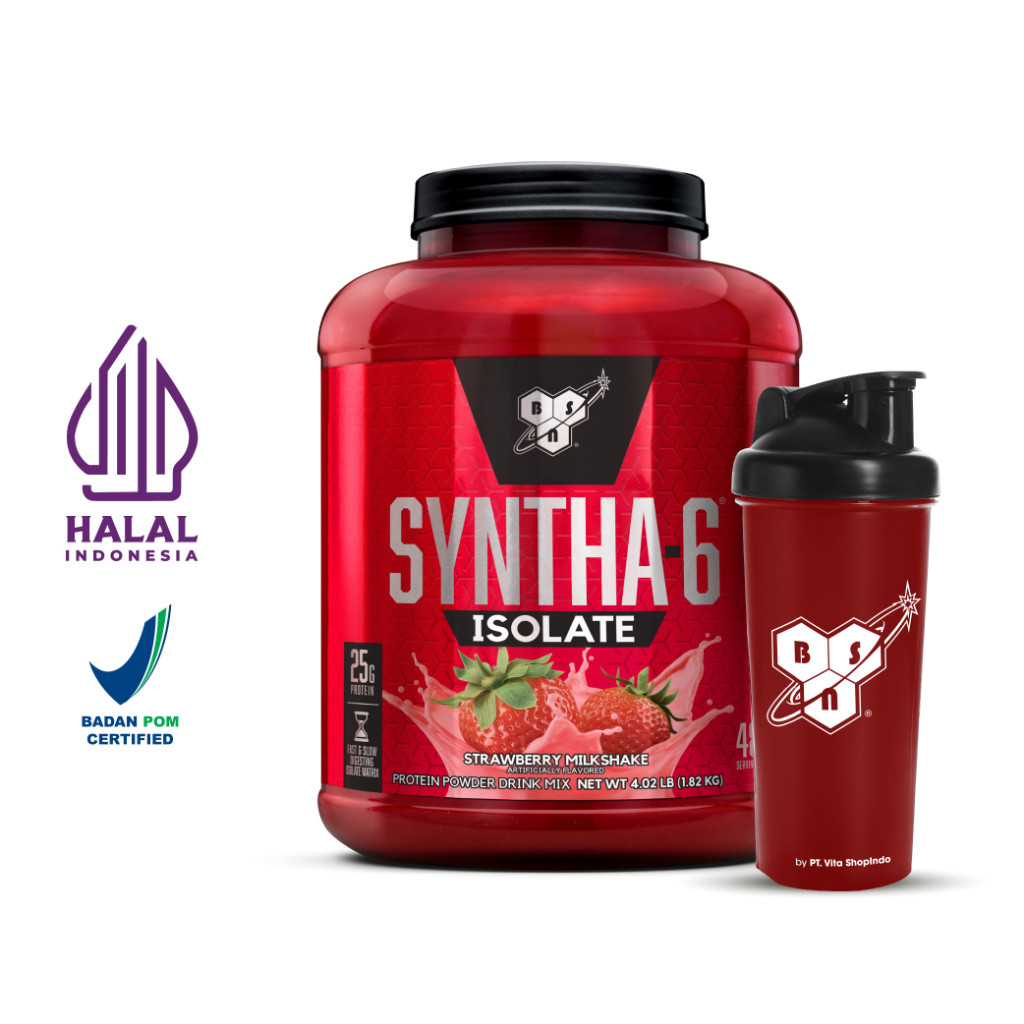 HALAL
INDONESIA
BADAN POM
CERTIFIED
B S
n
®
SYNTHA-6®
ISOLATE
25G
PROTEIN
FAST & SLOW
DIGESTING
ISOLATE MATRIX
STRAWBERRY MILKSHAKE
ARTIFICIALLY FLAVORED
PROTEIN POWDER DRINK MIX NET WT 4.02 LB (1.82 KG)
B S
n
®
by PT. Vita ShopIndo